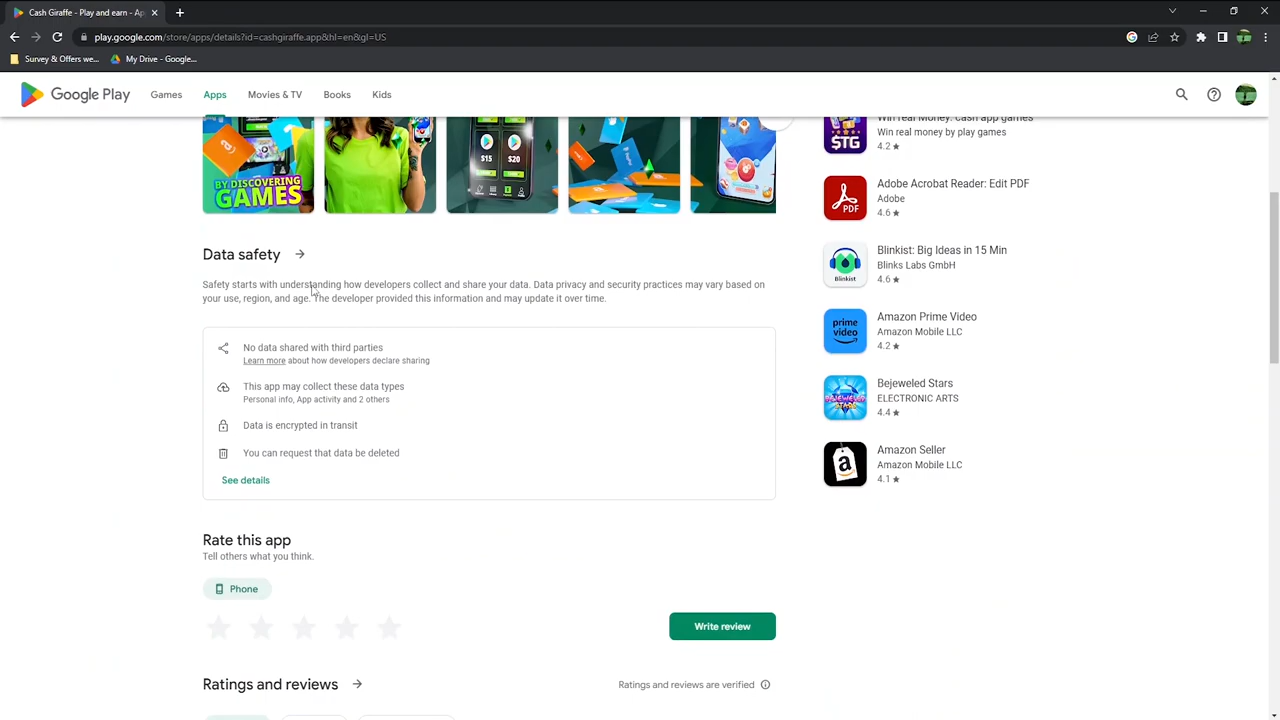 Cash Giraffe - Play and earn - Ap
play.google.com/store/apps/details?id=cashgiraffe.app&hl=en&gl=US
Survey & Offers we...
My Drive - Google...
Google Play
Games
Apps
Movies & TV
Books
Kids
BY DISCOVERING
GAMES
$15
$20
STG
Win real Money: cash app games
Win real money by play games
4.2★
PDF
Adobe Acrobat Reader: Edit PDF
Adobe
4.6★
Data safety
Safety starts with understanding how developers collect and share your data. Data privacy and security practices may vary based on
your use, region, and age. The developer provided this information and may update it over time.
Blinkist
Blinkist: Big Ideas in 15 Min
Blinks Labs GmbH
4.6★
prime
video
Amazon Prime Video
Amazon Mobile LLC
4.2★
No data shared with third parties
Learn more about how developers declare sharing
This app may collect these data types
Personal info, App activity and 2 others
Data is encrypted in transit
You can request that data be deleted
See details
BEJEWELED
STARS
Bejeweled Stars
ELECTRONIC ARTS
4.4★
a
Amazon Seller
Amazon Mobile LLC
4.1★
Rate this app
Tell others what you think.
Phone
Write review
Ratings and reviews
Ratings and reviews are verified